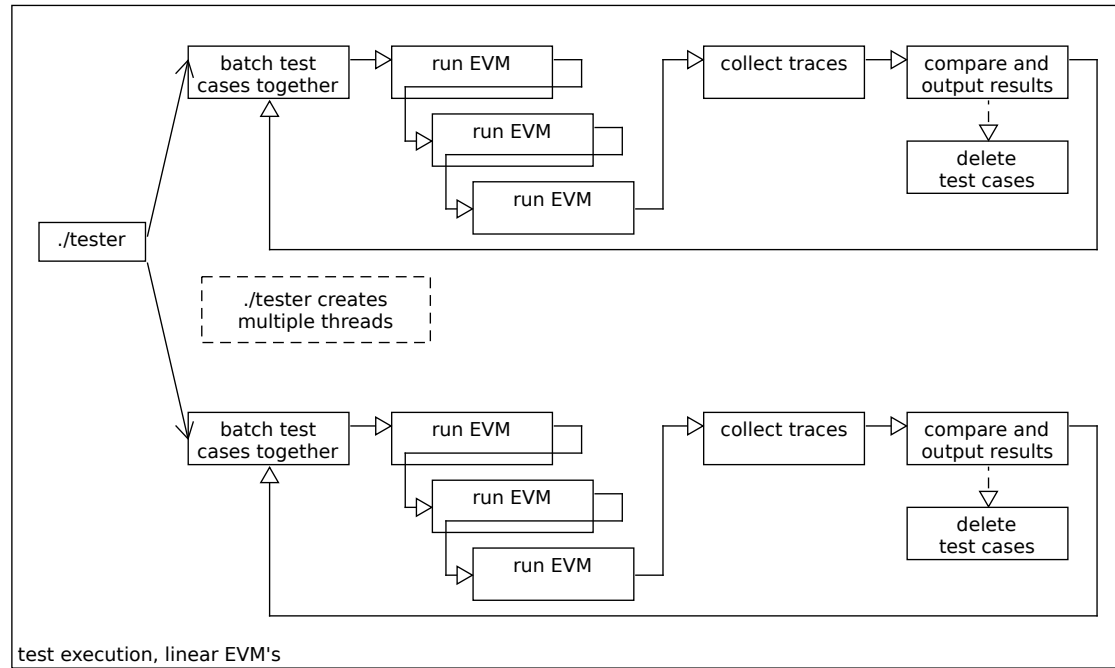 batch test
cases together
run EVM
run EVM
run EVM
collect traces
compare and
output results
delete
test cases
./tester
./tester creates
multiple threads
batch test
cases together
run EVM
run EVM
run EVM
collect traces
compare and
output results
delete
test cases
test execution, linear EVM's